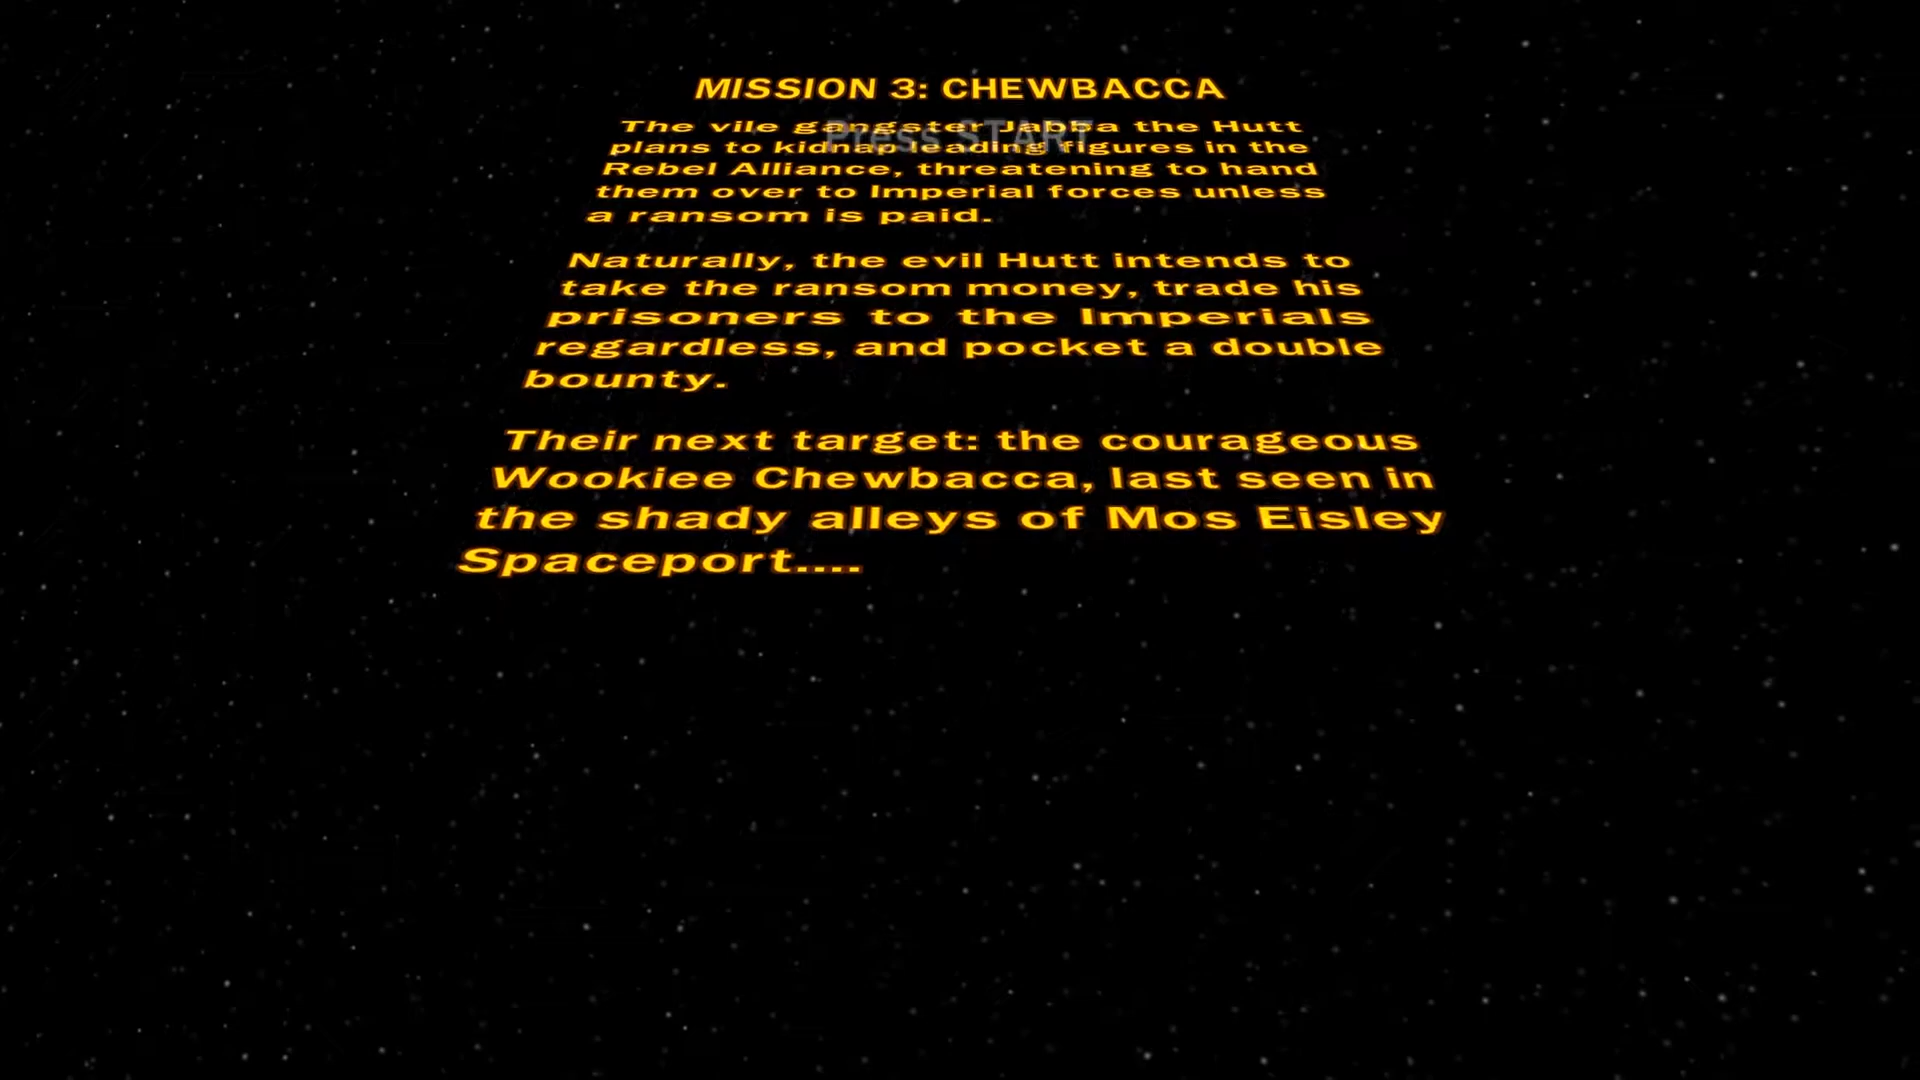 MISSION 3: CHEWBACCA
Press START
The vile gangster Jabba the Hutt
plans to kidnap leading figures in the
Rebel Alliance, threatening to hand
them over to Imperial forces unless
a ransom is paid.
Naturally, the evil Hutt intends to
take the ransom money, trade his
prisoners to the Imperials
regardless, and pocket a double
bounty.
Their next target: the courageous
Wookiee Chewbacca, last seen in
the shady alleys of Mos Eisley
Spaceport....